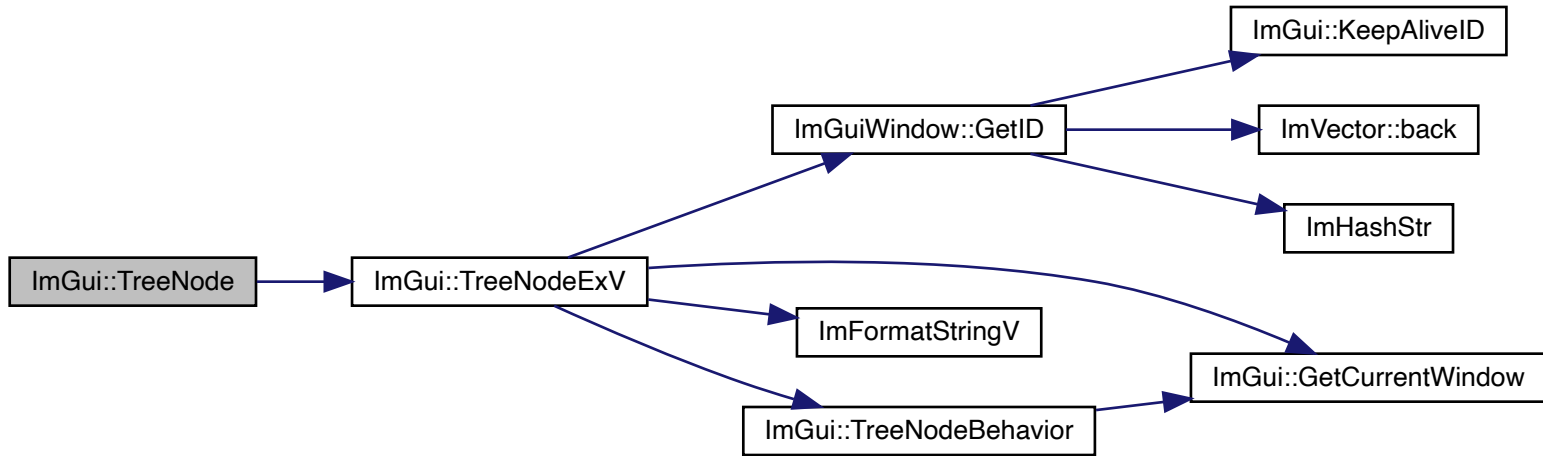 ImGui::KeepAliveID
ImGuiWindow::GetID
ImVector::back
ImHashStr
ImGui::TreeNode
ImGui::TreeNodeExV
ImFormatStringV
ImGui::GetCurrentWindow
ImGui::TreeNodeBehavior